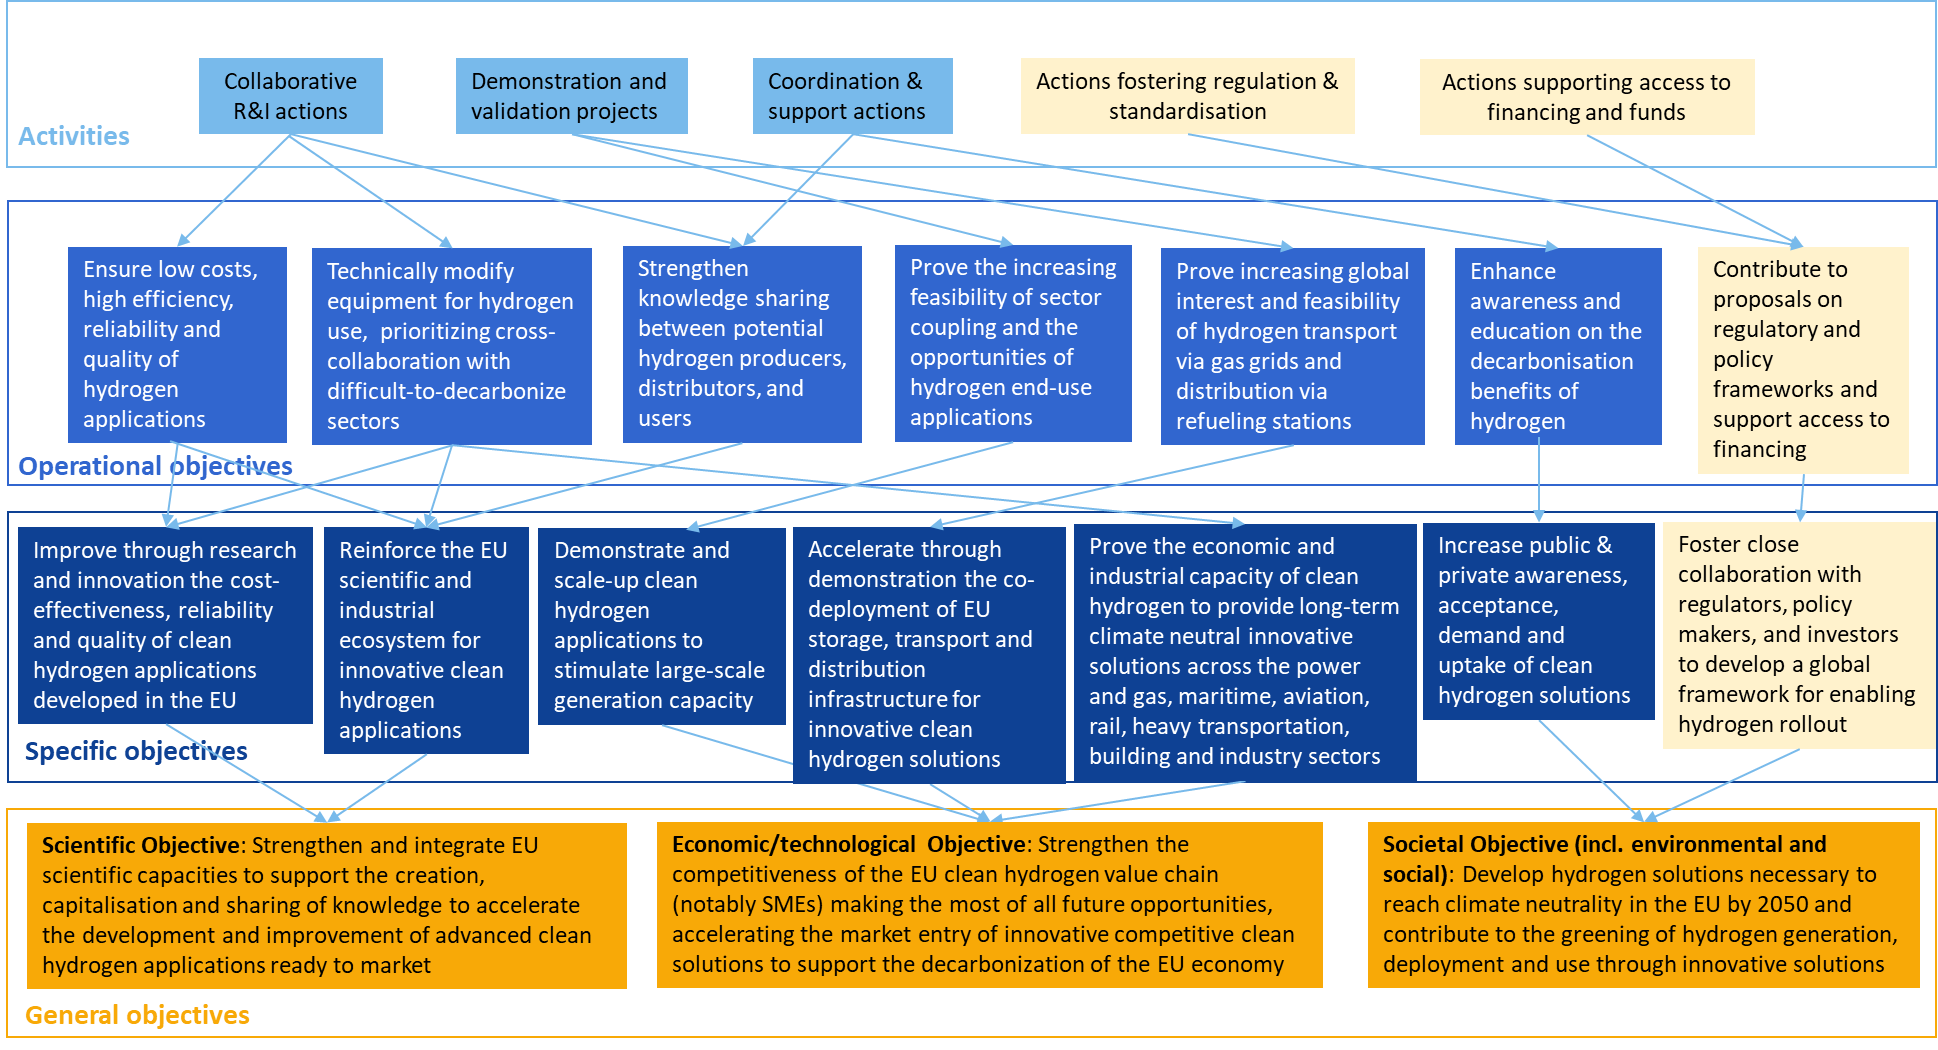 Collaborative
R&I actions
Demonstration and
validation projects
Coordination &
support actions
Actions fostering regulation &
standardisation
Actions supporting access to
financing and funds
Activities
Ensure low costs,
high efficiency,
reliability and
quality of
hydrogen
applications
Technically modify
equipment for hydrogen
use,  prioritizing cross-
collaboration with
difficult-to-decarbonize
sectors
Strengthen
knowledge sharing
between potential
hydrogen producers,
distributors, and
users
Prove the increasing
feasibility of sector
coupling and the
opportunities of
hydrogen end-use
applications
Prove increasing global
interest and feasibility
of hydrogen transport
via gas grids and
distribution via
refueling stations
Enhance
awareness and
education on the
decarbonisation
benefits of
hydrogen
Contribute to
proposals on
regulatory and
policy
frameworks and
support access to
financing
Operational objectives
Improve through research
and innovation the cost-
effectiveness, reliability
and quality of clean
hydrogen applications
developed in the EU
Reinforce the EU
scientific and
industrial
ecosystem for
innovative clean
hydrogen
applications
Demonstrate and
scale-up clean
hydrogen
applications to
stimulate large-scale
generation capacity
Accelerate through
demonstration the co-
deployment of EU
storage, transport and
distribution
infrastructure for
innovative clean
hydrogen solutions
Prove the economic and
industrial capacity of clean
hydrogen to provide long-term
climate neutral innovative
solutions across the power
and gas, maritime, aviation,
rail, heavy transportation,
building and industry sectors
Increase public &
private awareness,
acceptance,
demand and
uptake of clean
hydrogen solutions
Foster close
collaboration with
regulators, policy
makers, and investors
to develop a global
framework for enabling
hydrogen rollout
Specific objectives
Scientific Objective: Strengthen and integrate EU
scientific capacities to support the creation,
capitalisation and sharing of knowledge to accelerate
the development and improvement of advanced clean
hydrogen applications ready to market
Economic/technological Objective: Strengthen the
competitiveness of the EU clean hydrogen value chain
(notably SMEs) making the most of all future opportunities,
accelerating the market entry of innovative competitive clean
solutions to support the decarbonization of the EU economy
Societal Objective (incl. environmental and
social): Develop hydrogen solutions necessary to
reach climate neutrality in the EU by 2050 and
contribute to the greening of hydrogen generation,
deployment and use through innovative solutions
General objectives